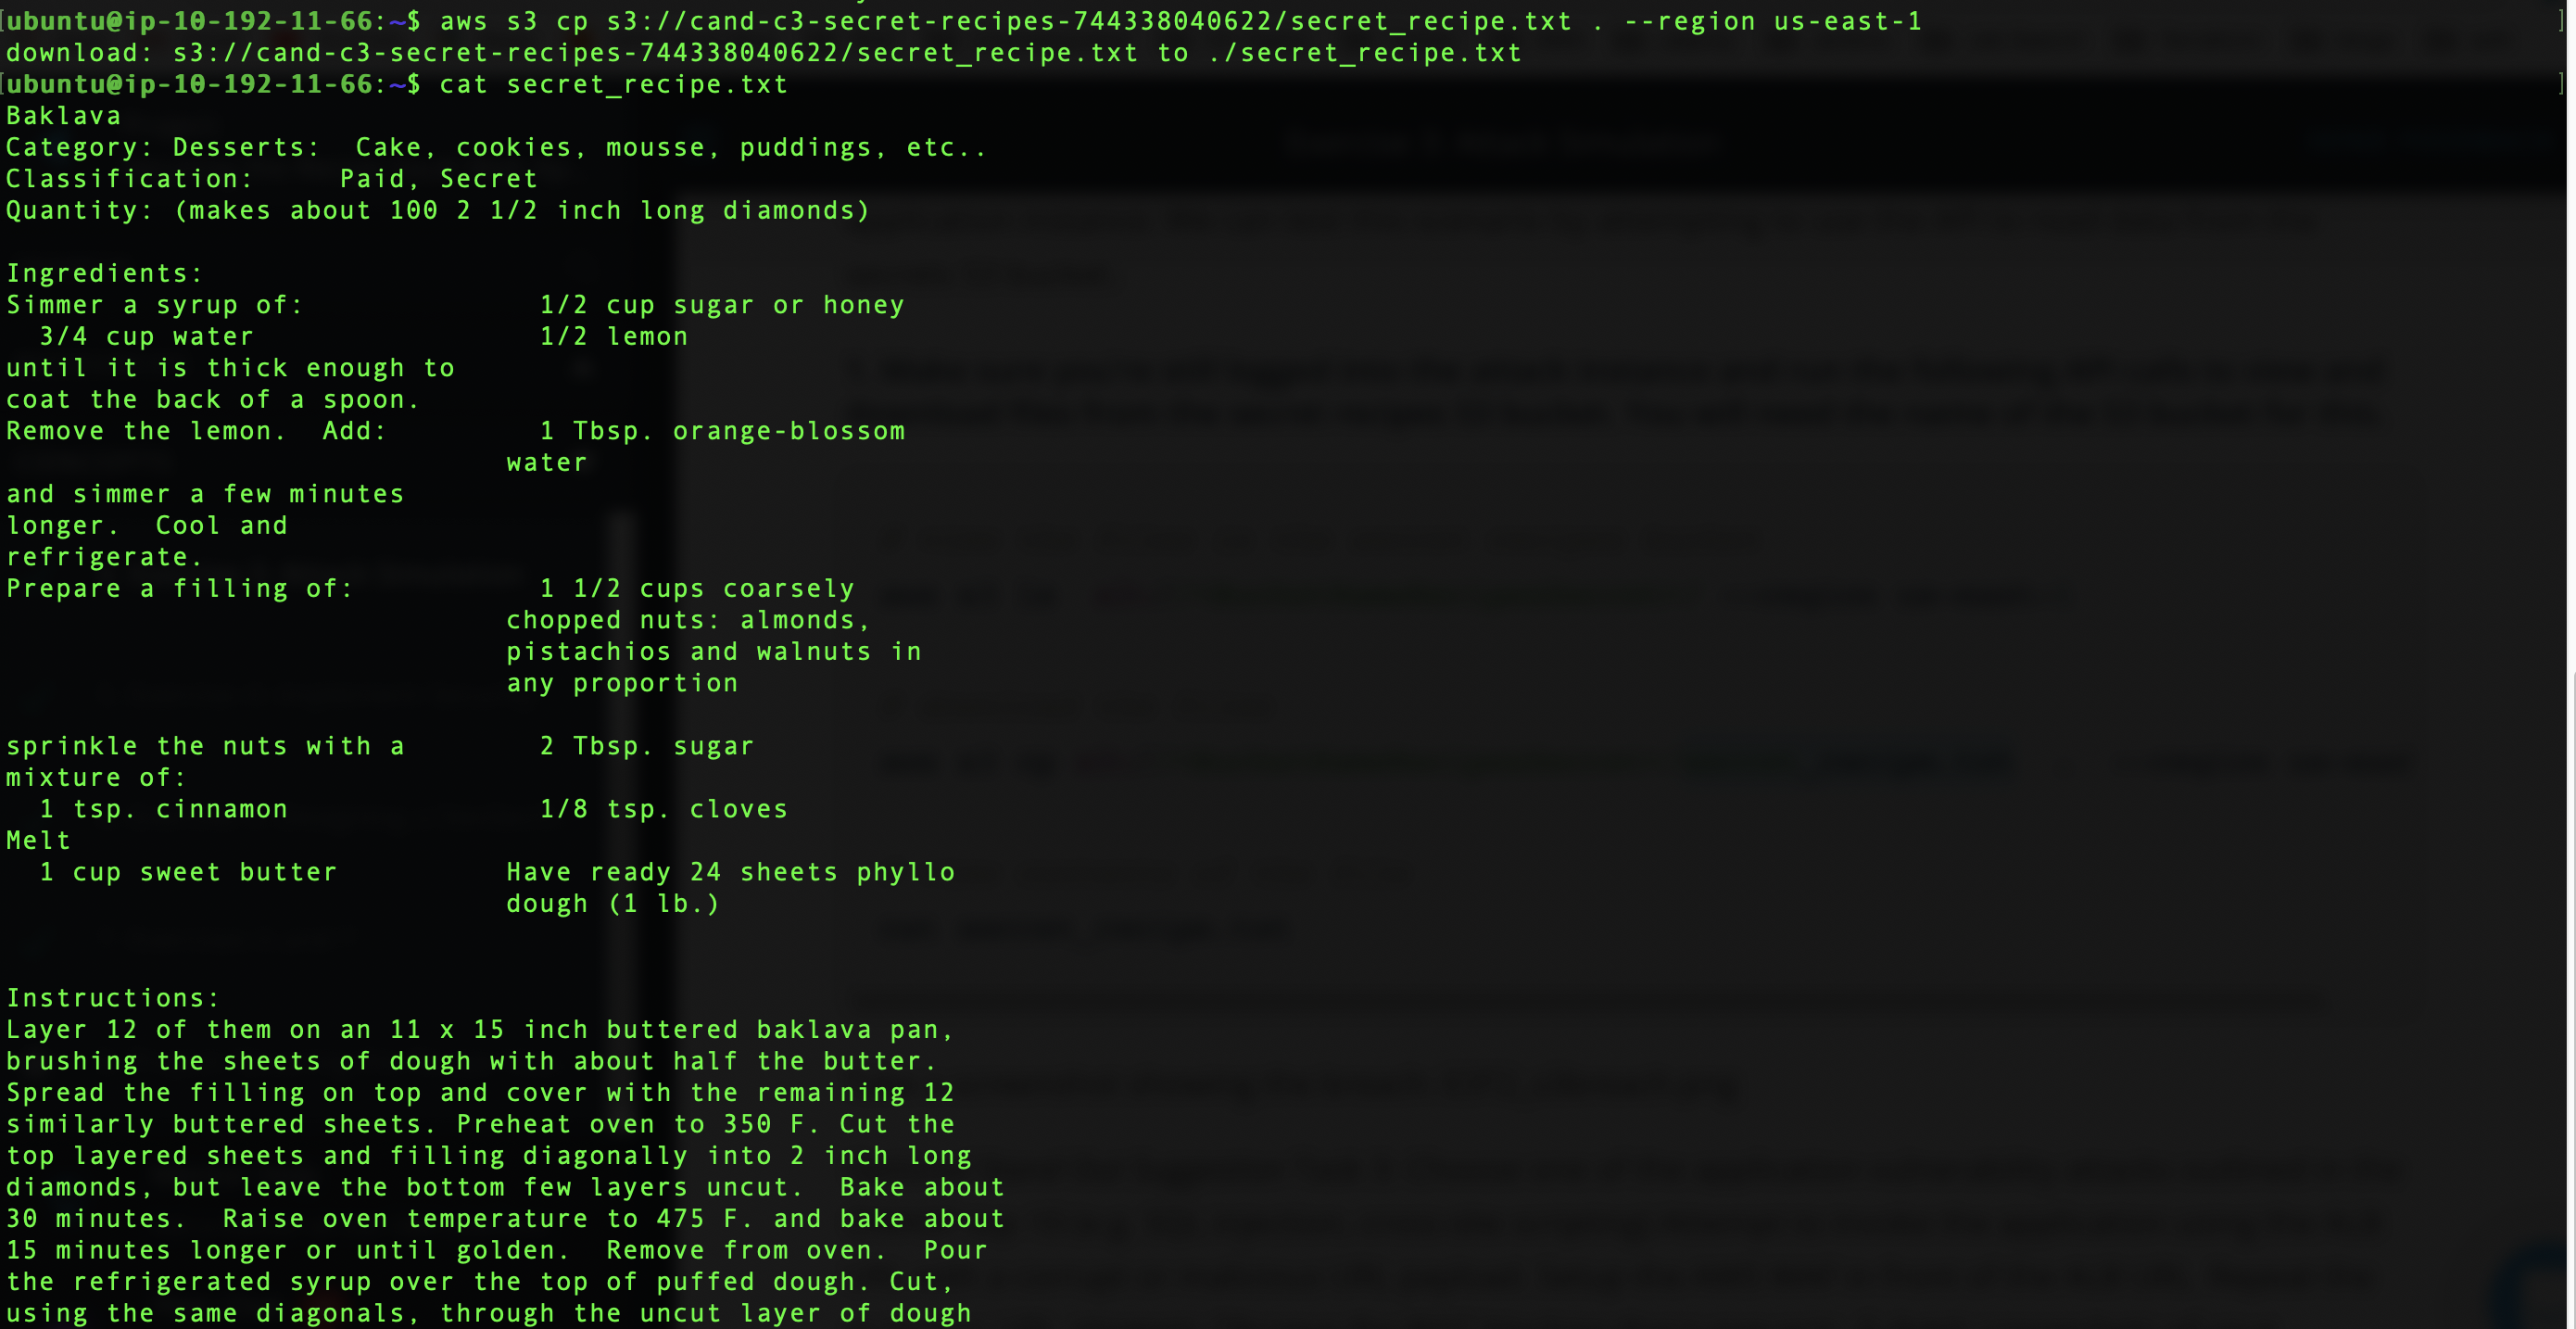 [ubuntu@ip-10-192-11-66:~$ aws s3 cp s3://cand-c3-secret-recipes-744338040622/secret_recipe.txt . --region us-east-1 ]
download: s3://cand-c3-secret-recipes-744338040622/secret_recipe.txt to ./secret_recipe.txt
[ubuntu@ip-10-192-11-66:~$ cat secret_recipe.txt ]
Baklava
Category: Desserts:  Cake, cookies, mousse, puddings, etc..
Classification:     Paid, Secret
Quantity: (makes about 100 2 1/2 inch long diamonds)

Ingredients:
Simmer a syrup of:              1/2 cup sugar or honey
  3/4 cup water                 1/2 lemon
until it is thick enough to
coat the back of a spoon.
Remove the lemon.  Add:         1 Tbsp. orange-blossom
                              water
and simmer a few minutes
longer.  Cool and
refrigerate.
Prepare a filling of:           1 1/2 cups coarsely
                              chopped nuts: almonds,
                              pistachios and walnuts in
                              any proportion

sprinkle the nuts with a        2 Tbsp. sugar
mixture of:
  1 tsp. cinnamon               1/8 tsp. cloves
Melt
  1 cup sweet butter          Have ready 24 sheets phyllo
                              dough (1 lb.)

Instructions:
Layer 12 of them on an 11 x 15 inch buttered baklava pan,
brushing the sheets of dough with about half the butter.
Spread the filling on top and cover with the remaining 12
similarly buttered sheets. Preheat oven to 350 F. Cut the
top layered sheets and filling diagonally into 2 inch long
diamonds, but leave the bottom few layers uncut.  Bake about
30 minutes.  Raise oven temperature to 475 F. and bake about
15 minutes longer or until golden.  Remove from oven.  Pour
the refrigerated syrup over the top of puffed dough. Cut,
using the same diagonals, through the uncut layer of dough